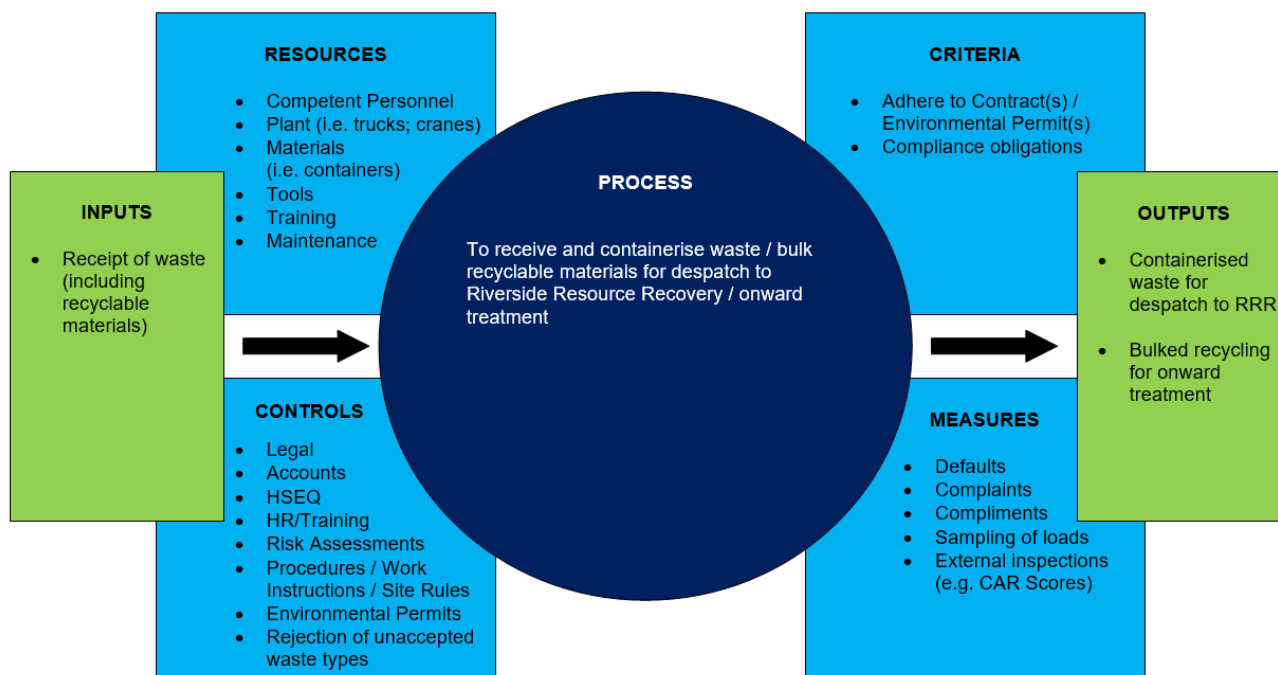 RESOURCES
• Competent Personnel
• Plant (i.e. trucks; cranes)
• Materials
(i.e. containers)
• Tools
• Training
• Maintenance
CRITERIA
• Adhere to Contract(s) /
Environmental Permit(s)
• Compliance obligations
INPUTS
• Receipt of waste
(including
recyclable
materials)
PROCESS
To receive and containerise waste / bulk
recyclable materials for despatch to
Riverside Resource Recovery / onward
treatment
OUTPUTS
• Containerised
waste for
despatch to RRR
• Bulked recycling
for onward
treatment
CONTROLS
• Legal
• Accounts
• HSEQ
• HR/Training
• Risk Assessments
• Procedures / Work
Instructions / Site Rules
• Environmental Permits
• Rejection of unaccepted
waste types
MEASURES
• Defaults
• Complaints
• Compliments
• Sampling of loads
• External inspections
(e.g. CAR Scores)